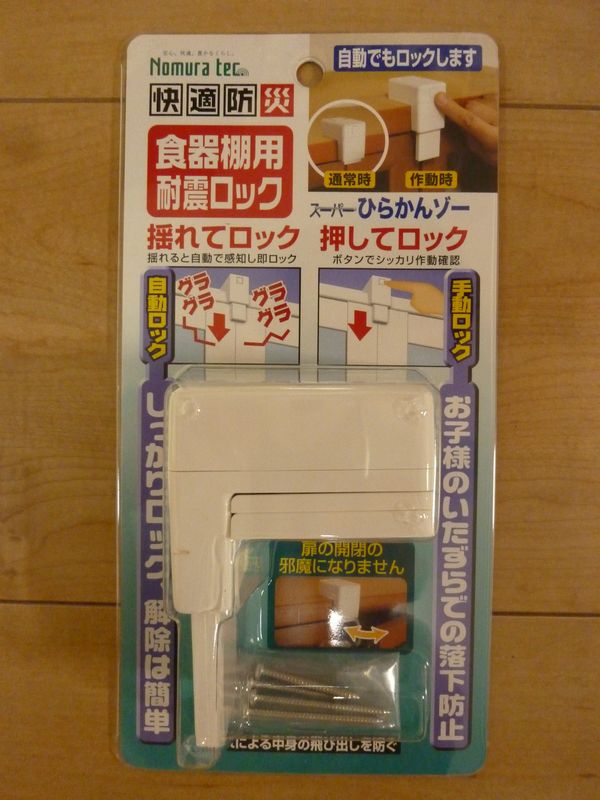 安心、快適、豊かなくらし。
Nomura tec
自動でもロックします
快適防災
通常時
作動時
食器棚用
耐震ロック
スーパーひらかんゾー
揺れてロック
揺れると自動で感知し即ロック
押してロック
ボタンでシッカリ作動確認
自動ロック
グラグラ
グラグラ
手動ロック
しっかりロック、解除は簡単
お子様のいたずらでの落下防止
扉の開閉の
邪魔になりません
による中身の飛び出しを防ぐ